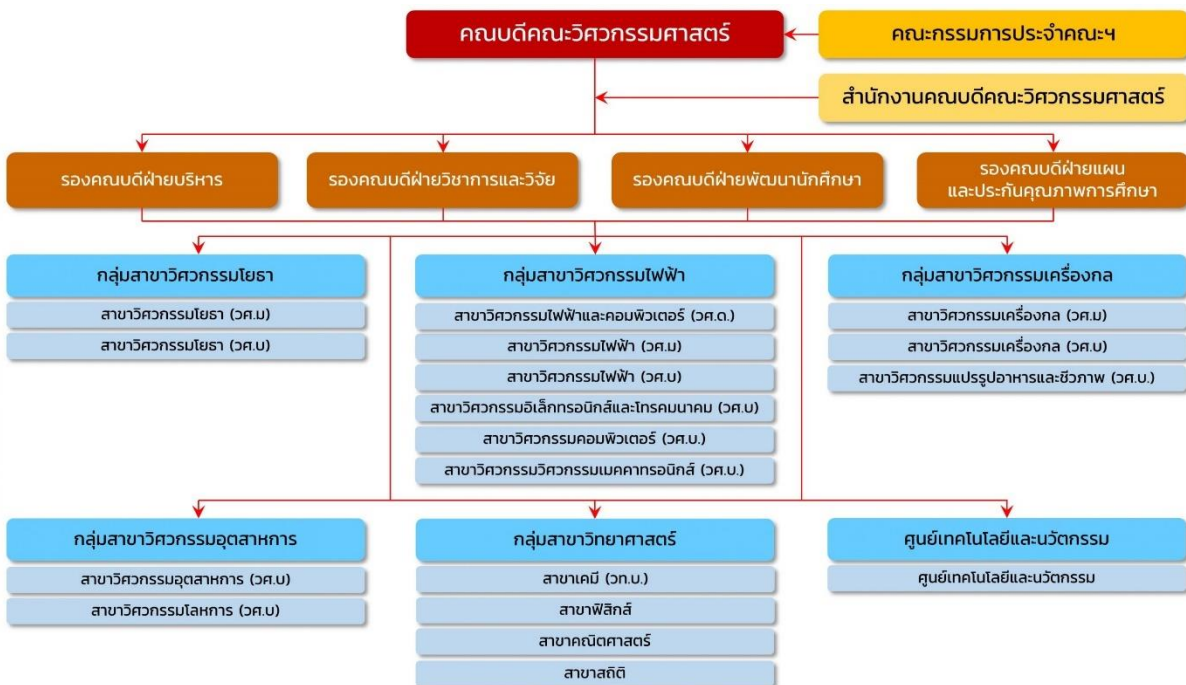 คณบดีคณะวิศวกรรมศาสตร์
คณะกรรมการประจำคณะฯ
สำนักงานคณบดีคณะวิศวกรรมศาสตร์
รองคณบดีฝ่ายบริหาร
รองคณบดีฝ่ายวิชาการและวิจัย
รองคณบดีฝ่ายพัฒนานักศึกษา
รองคณบดีฝ่ายแผน
และประกันคุณภาพการศึกษา
กลุ่มสาขาวิศวกรรมโยธา
สาขาวิศวกรรมโยธา (วศ.ม)
สาขาวิศวกรรมโยธา (วศ.บ)
กลุ่มสาขาวิศวกรรมไฟฟ้า
สาขาวิศวกรรมไฟฟ้าและคอมพิวเตอร์ (วศ.ด.)
สาขาวิศวกรรมไฟฟ้า (วศ.ม)
สาขาวิศวกรรมไฟฟ้า (วศ.บ)
สาขาวิศวกรรมอิเล็กทรอนิกส์และโทรคมนาคม (วศ.บ)
สาขาวิศวกรรมคอมพิวเตอร์ (วศ.บ.)
สาขาวิศวกรรมวิศวกรรมเมคคาทรอนิกส์ (วศ.บ.)
กลุ่มสาขาวิศวกรรมเครื่องกล
สาขาวิศวกรรมเครื่องกล (วศ.ม)
สาขาวิศวกรรมเครื่องกล (วศ.บ)
สาขาวิศวกรรมแปรรูปอาหารและชีวภาพ (วศ.บ.)
กลุ่มสาขาวิศวกรรมอุตสาหการ
สาขาวิศวกรรมอุตสาหการ (วศ.บ)
สาขาวิศวกรรมโลหการ (วศ.บ)
กลุ่มสาขาวิทยาศาสตร์
สาขาเคมี (วท.บ.)
สาขาฟิสิกส์
สาขาคณิตศาสตร์
สาขาสถิติ
ศูนย์เทคโนโลยีและนวัตกรรม
ศูนย์เทคโนโลยีและนวัตกรรม